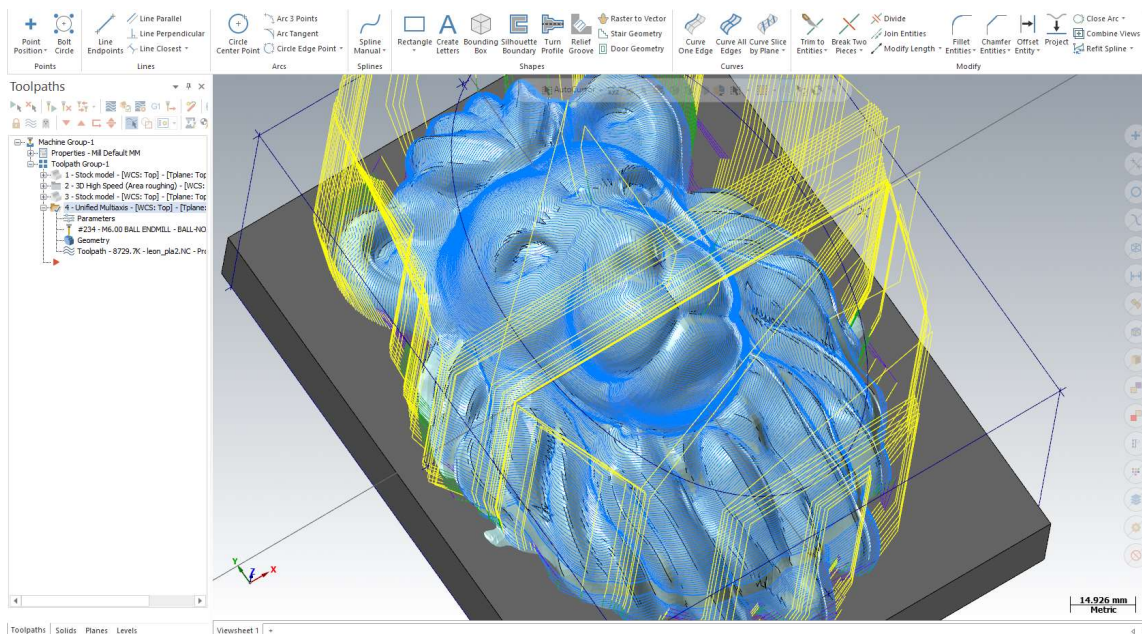 Point
Position
Bolt
Circle
Points
Line
Endpoints
Line Parallel
Line Perpendicular
Line Closest
Lines
Circle
Center Point
Arc 3 Points
Arc Tangent
Circle Edge Point
Arcs
Spline
Manual
Splines
Rectangle
Create
Letters
Bounding
Box
Silhouette
Boundary
Turn
Profile
Relief
Groove
Raster to Vector
Stair Geometry
Door Geometry
Shapes
Curve
One Edge
Curve All
Edges
Curve Slice
by Plane
Curves
Trim to
Entities
Break Two
Pieces
Divide
Join Entities
Modify Length
Fillet
Entities
Chamfer
Entities
Offset
Entity
Project
Close Arc
Combine Views
Refit Spline
Modify
Toolpaths
G1
AutoCursor
Machine Group-1
Properties - Mill Default MM
Toolpath Group-1
1 - Stock model - [WCS: Top] - [Tplane: Top
2 - 3D High Speed (Area roughing) - [WCS:
3 - Stock model - [WCS: Top] - [Tplane: Top
4 - Unified Multiaxis - [WCS: Top] - [Tplane:
Parameters
#234 - M6.00 BALL ENDMILL - BALL-NO
Geometry
Toolpath - 8729.7K - leon_pla2.NC - Pr
Y
Z
X
14.926 mm
Metric
Toolpaths Solids Planes Levels
Viewsheet 1 +